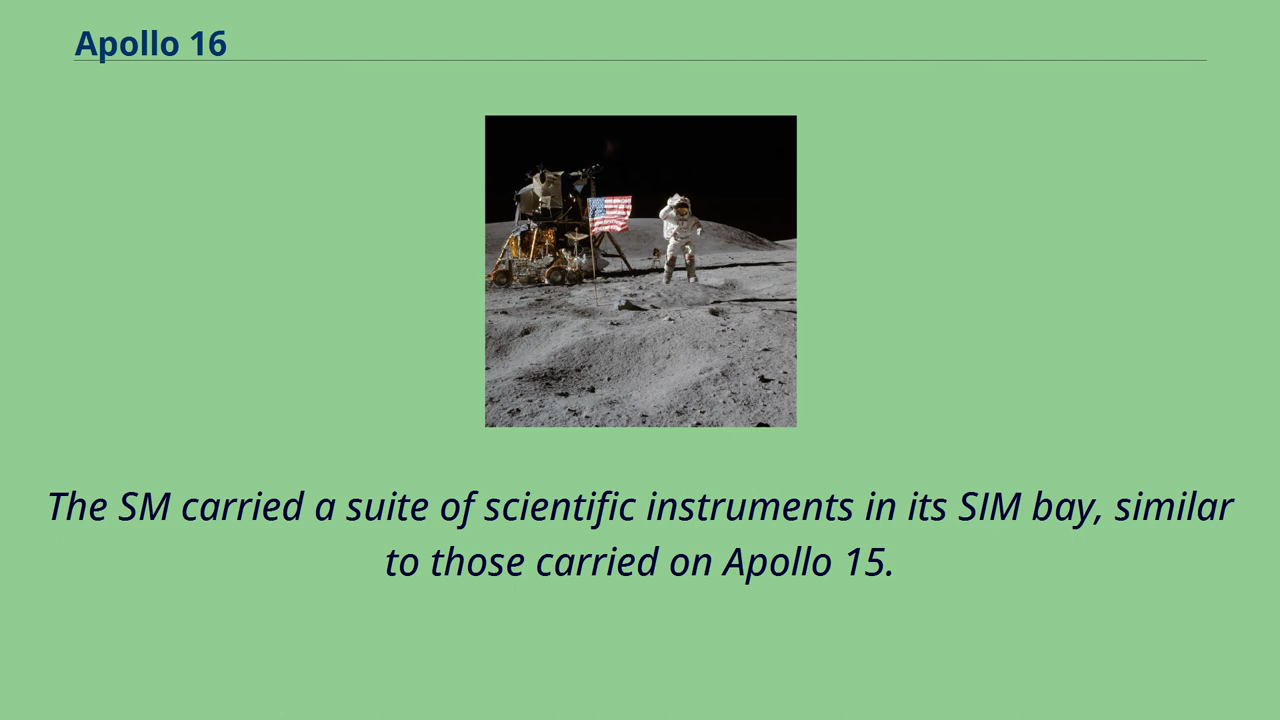 Apollo 16
The SM carried a suite of scientific instruments in its SIM bay, similar
to those carried on Apollo 15.